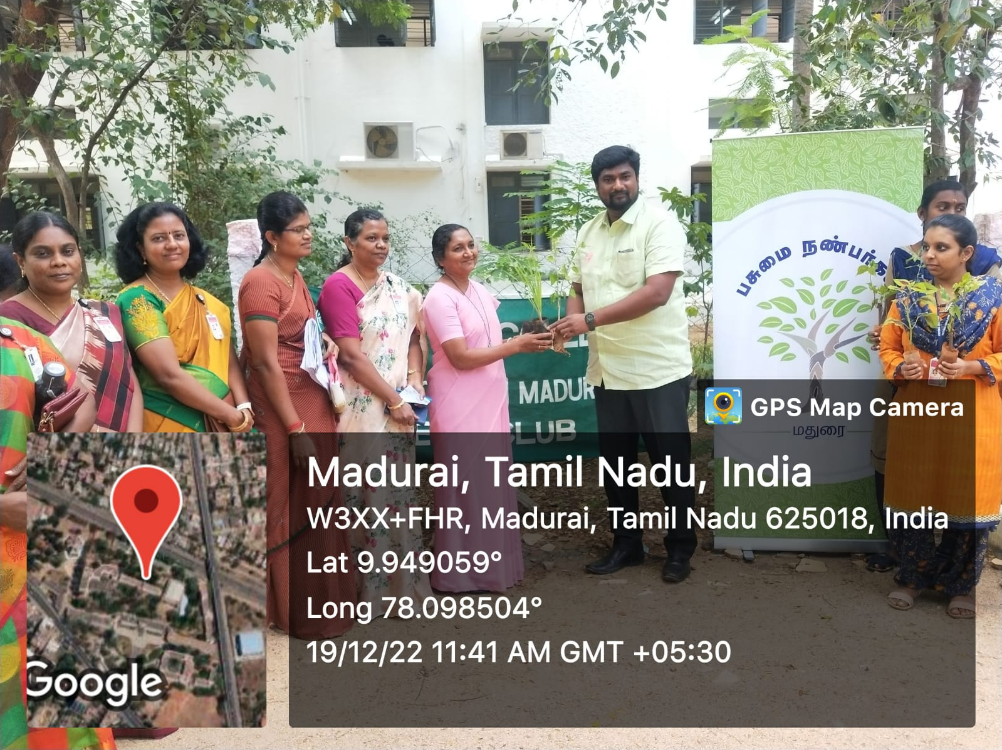 பசுமை நண்பர்க
மதுரை
MADUR
CLUB
GPS Map Camera
Madurai, Tamil Nadu, India
W3XX+FHR, Madurai, Tamil Nadu 625018, India
Lat 9.949059°
Long 78.098504°
19/12/22 11:41 AM GMT +05:30
Google